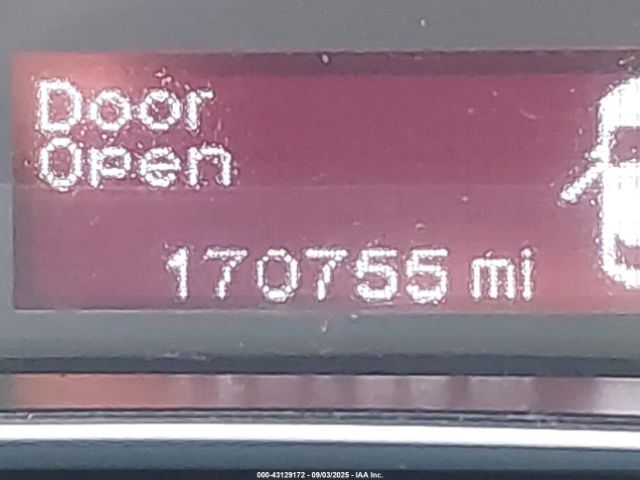 Door
Open
170755 mi
000-43129172 - 09/03/2025 - IAA Inc.